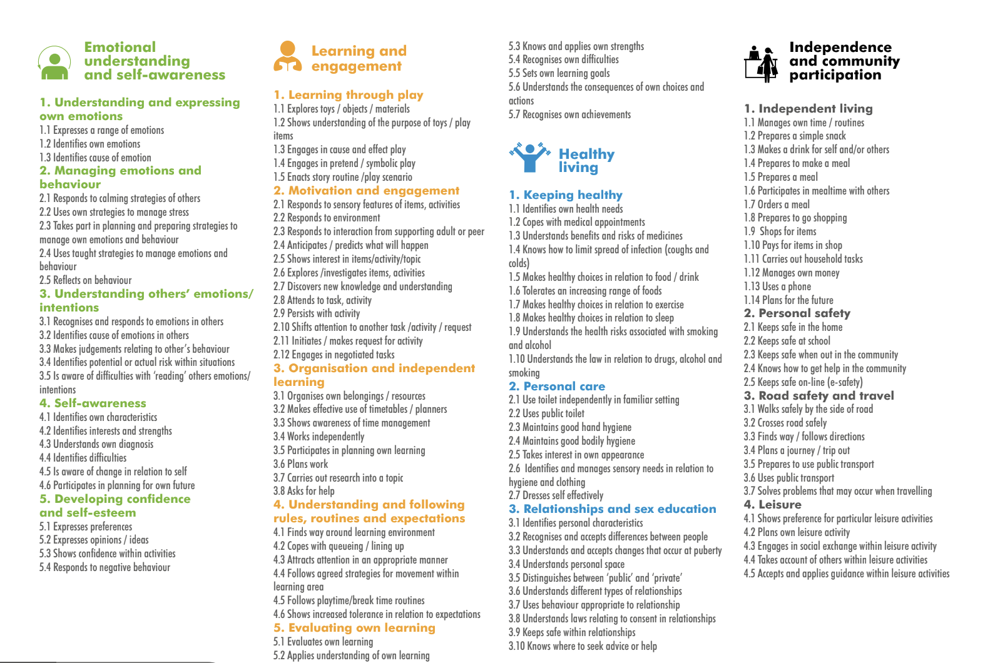 Emotional
understanding
and self-awareness
1. Understanding and expressing
own emotions
1.1 Expresses a range of emotions
1.2 Identifies own emotions
1.3 Identifies cause of emotion
2. Managing emotions and
behaviour
2.1 Responds to calming strategies of others
2.2 Uses own strategies to manage stress
2.3 Takes part in planning and preparing strategies to
manage own emotions and behaviour
2.4 Uses taught strategies to manage emotions and
behaviour
2.5 Reflects on behaviour
3. Understanding others’ emotions/
intentions
3.1 Recognises and responds to emotions in others
3.2 Identifies cause of emotions in others
3.3 Makes judgements relating to other’s behaviour
3.4 Identifies potential or actual risk within situations
3.5 Is aware of difficulties with ‘reading’ others emotions/
intentions
4. Self-awareness
4.1 Identifies own characteristics
4.2 Identifies interests and strengths
4.3 Understands own diagnosis
4.4 Identifies difficulties
4.5 Is aware of change in relation to self
4.6 Participates in planning for own future
5. Developing confidence
and self-esteem
5.1 Expresses preferences
5.2 Expresses opinions / ideas
5.3 Shows confidence within activities
5.4 Responds to negative behaviour
Learning and
engagement
1. Learning through play
1.1 Explores toys / objects / materials
1.2 Shows understanding of the purpose of toys / play
items
1.3 Engages in cause and effect play
1.4 Engages in pretend / symbolic play
1.5 Enacts story routine /play scenario
2. Motivation and engagement
2.1 Responds to sensory features of items, activities
2.2 Responds to environment
2.3 Responds to interaction from supporting adult or peer
2.4 Anticipates / predicts what will happen
2.5 Shows interest in items/activity/topic
2.6 Explores /investigates items, activities
2.7 Discovers new knowledge and understanding
2.8 Attends to task, activity
2.9 Persists with activity
2.10 Shifts attention to another task /activity / request
2.11 Initiates / makes request for activity
2.12 Engages in negotiated tasks
3. Organisation and independent
learning
3.1 Organises own belongings / resources
3.2 Makes effective use of timetables / planners
3.3 Shows awareness of time management
3.4 Works independently
3.5 Participates in planning own learning
3.6 Plans work
3.7 Carries out research into a topic
3.8 Asks for help
4. Understanding and following
rules, routines and expectations
4.1 Finds way around learning environment
4.2 Copes with queueing / lining up
4.3 Attracts attention in an appropriate manner
4.4 Follows agreed strategies for movement within
learning area
4.5 Follows playtime/break time routines
4.6 Shows increased tolerance in relation to expectations
5. Evaluating own learning
5.1 Evaluates own learning
5.2 Applies understanding of own learning
5.3 Knows and applies own strengths
5.4 Recognises own difficulties
5.5 Sets own learning goals
5.6 Understands the consequences of own choices and
actions
5.7 Recognises own achievements
Healthy
living
1. Keeping healthy
1.1 Identifies own health needs
1.2 Copes with medical appointments
1.3 Understands benefits and risks of medicines
1.4 Knows how to limit spread of infection (coughs and
colds)
1.5 Makes healthy choices in relation to food / drink
1.6 Tolerates an increasing range of foods
1.7 Makes healthy choices in relation to exercise
1.8 Makes healthy choices in relation to sleep
1.9 Understands the health risks associated with smoking
and alcohol
1.10 Understands the law in relation to drugs, alcohol and
smoking
2. Personal care
2.1 Use toilet independently in familiar setting
2.2 Uses public toilet
2.3 Maintains good hand hygiene
2.4 Maintains good bodily hygiene
2.5 Takes interest in own appearance
2.6 Identifies and manages sensory needs in relation to
hygiene and clothing
2.7 Dresses self effectively
3. Relationships and sex education
3.1 Identifies personal characteristics
3.2 Recognises and accepts differences between people
3.3 Understands and accepts changes that occur at puberty
3.4 Understands personal space
3.5 Distinguishes between ‘public’ and ‘private’
3.6 Understands different types of relationships
3.7 Uses behaviour appropriate to relationship
3.8 Understands laws relating to consent in relationships
3.9 Keeps safe within relationships
3.10 Knows where to seek advice or help
Independence
and community
participation
1. Independent living
1.1 Manages own time / routines
1.2 Prepares a simple snack
1.3 Makes a drink for self and/or others
1.4 Prepares to make a meal
1.5 Prepares a meal
1.6 Participates in mealtime with others
1.7 Orders a meal
1.8 Prepares to go shopping
1.9 Shops for items
1.10 Pays for items in shop
1.11 Carries out household tasks
1.12 Manages own money
1.13 Uses a phone
1.14 Plans for the future
2. Personal safety
2.1 Keeps safe in the home
2.2 Keeps safe at school
2.3 Keeps safe when out in the community
2.4 Knows how to get help in the community
2.5 Keeps safe on-line (e-safety)
3. Road safety and travel
3.1 Walks safely by the side of road
3.2 Crosses road safely
3.3 Finds way / follows directions
3.4 Plans a journey / trip out
3.5 Prepares to use public transport
3.6 Uses public transport
3.7 Solves problems that may occur when travelling
4. Leisure
4.1 Shows preference for particular leisure activities
4.2 Plans own leisure activity
4.3 Engages in social exchange within leisure activity
4.4 Takes account of others within leisure activities
4.5 Accepts and applies guidance within leisure activities